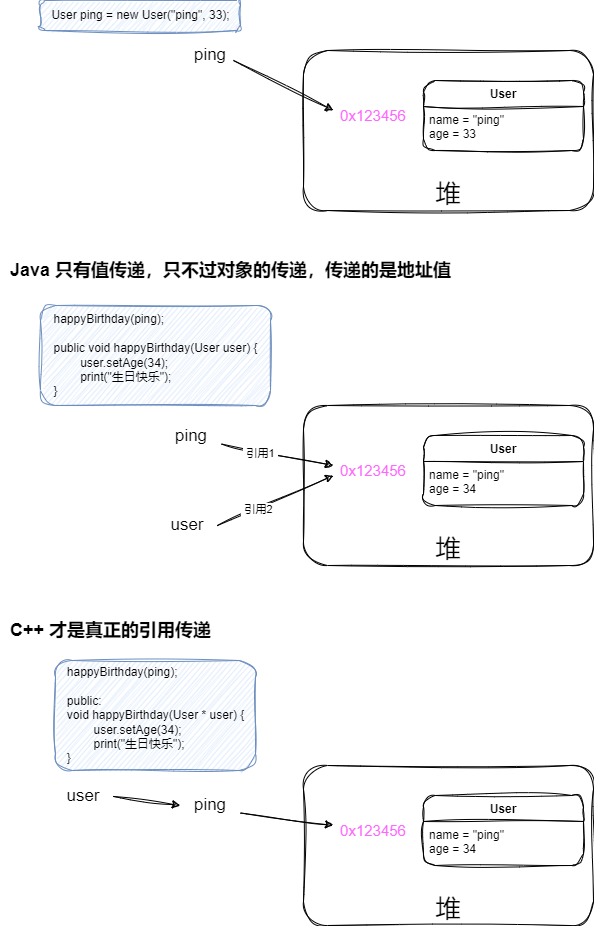 User ping = new User("ping", 33);
ping
0x123456
User
name = "ping"
age = 33
堆
Java 只有值传递，只不过对象的传递，传递的是地址值
happyBirthday(ping);
public void happyBirthday(User user) {
user.setAge(34);
print("生日快乐");
}
ping
引用1
0x123456
引用2
user
User
name = "ping"
age = 34
堆
C++ 才是真正的引用传递
happyBirthday(ping);
public:
void happyBirthday(User * user) {
user.setAge(34);
print("生日快乐");
}
user
ping
0x123456
User
name = "ping"
age = 34
堆